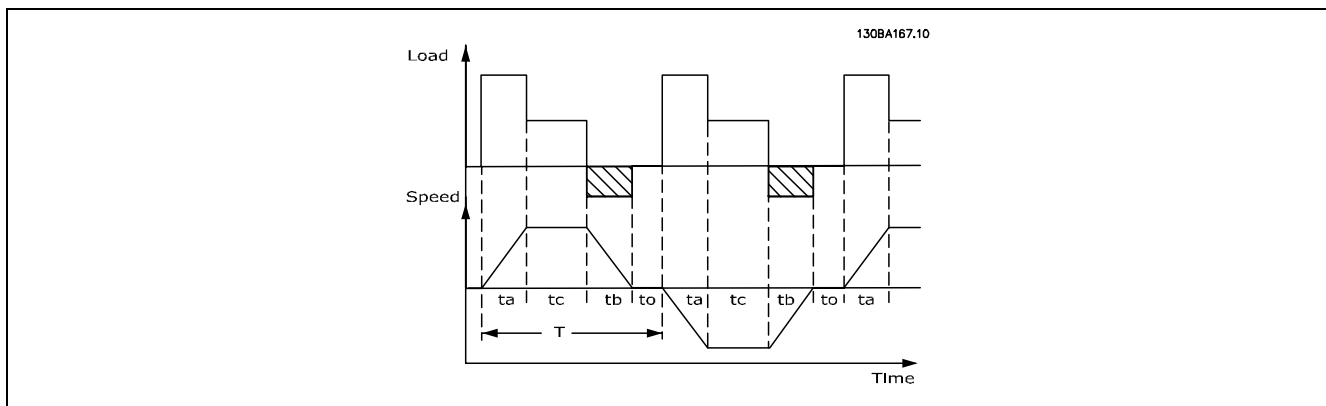 130BA167.10
Load
Speed
ta tc tb to ta tc tb to ta
T
Time